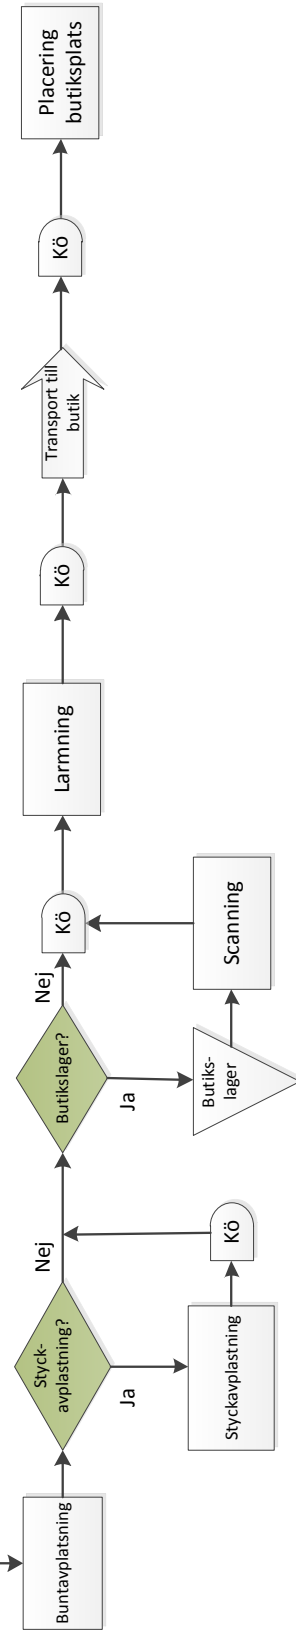 Buntavplatsning
Styck-
avplastning?
Nej
Ja
Styckavplastning
Kö
Butikslager?
Nej
Ja
Butiks-
lager
Scanning
Kö
Larmning
Kö
Transport till
butik
Kö
Placering
butiksplats